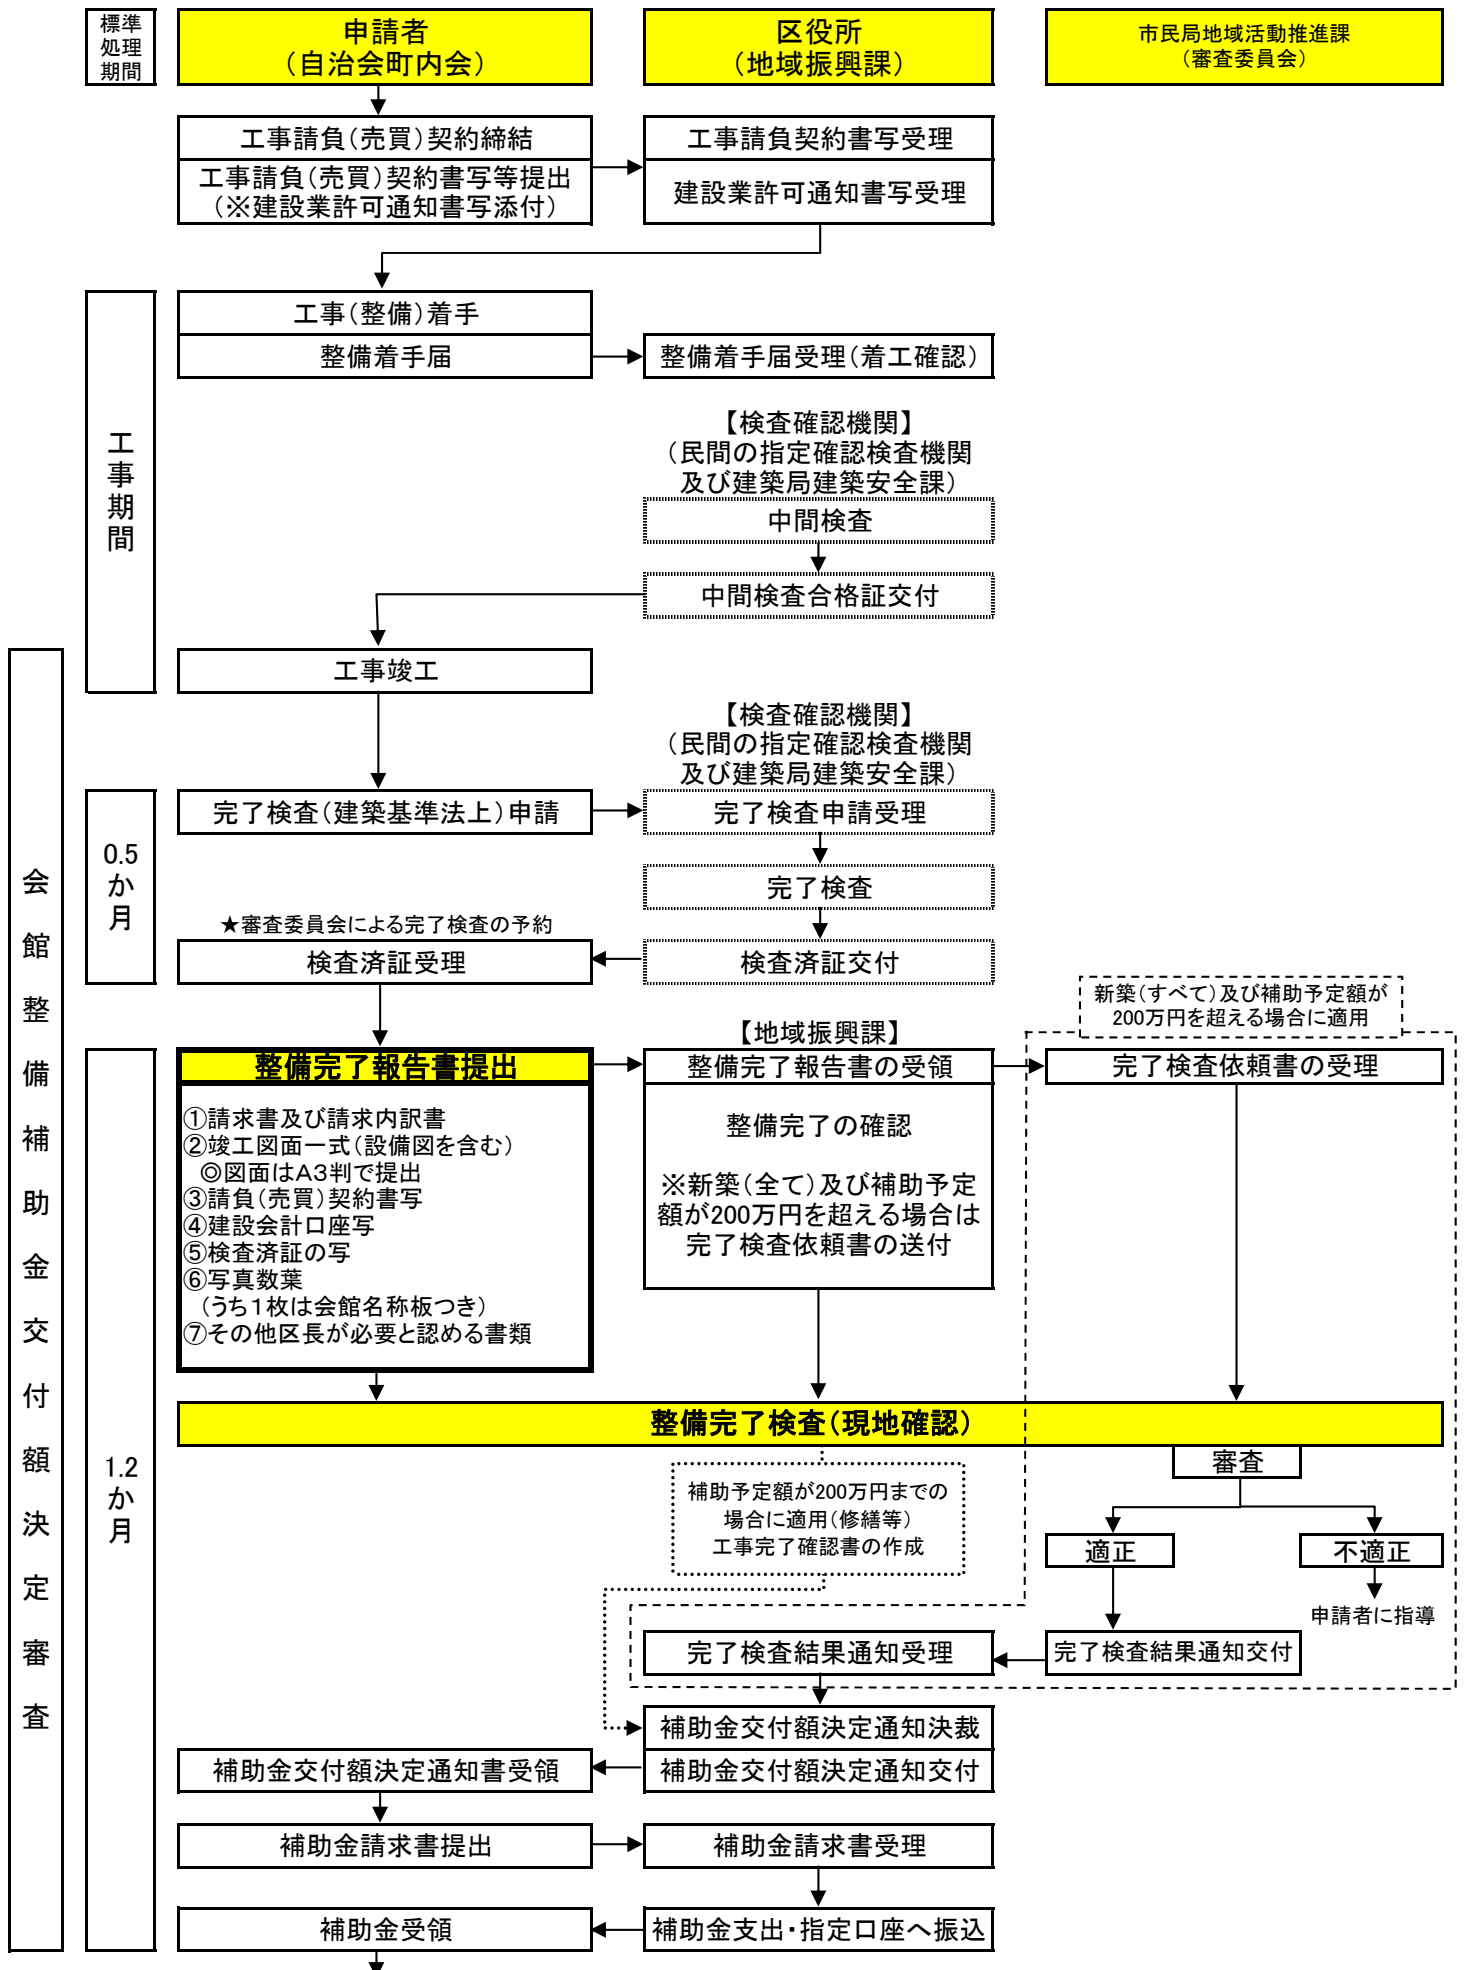 標準
処理
期間
申請者
（自治会町内会）
区役所
（地域振興課）
市民局地域活動推進課
（審査委員会）
工事請負（売買）契約締結
工事請負（売買）契約書写等提出
（※建設業許可通知書写添付）
工事請負契約書写受理
建設業許可通知書写受理
工事期間
工事（整備）着手
整備着手届
整備着手届受理（着工確認）
【検査確認機関】
（民間の指定確認検査機関
及び建築局建築安全課）
中間検査
中間検査合格証交付
工事竣工
会館整備補助金交付額決定審査
【検査確認機関】
（民間の指定確認検査機関
及び建築局建築安全課）
0.5
か
月
完了検査（建築基準法上）申請
完了検査申請受理
完了検査
★審査委員会による完了検査の予約
検査済証受理
検査済証交付
新築（すべて）及び補助予定額が
200万円を超える場合に適用
【地域振興課】
1.2
か
月
整備完了報告書提出
①請求書及び請求内訳書
②竣工図面一式（設備図を含む）
◎図面はA3判で提出
③請負（売買）契約書写
④建設会計口座写
⑤検査済証の写
⑥写真数葉
（うち１枚は会館名称板つき）
⑦その他区長が必要と認める書類
整備完了報告書の受領
整備完了の確認
※新築（全て）及び補助予定
額が200万円を超える場合は
完了検査依頼書の送付
完了検査依頼書の受理
整備完了検査（現地確認）
審査
補助予定額が200万円までの
場合に適用（修繕等）
工事完了確認書の作成
適正
不適正
申請者に指導
完了検査結果通知受理
完了検査結果通知交付
補助金交付額決定通知決裁
補助金交付額決定通知書受領
補助金交付額決定通知交付
補助金請求書提出
補助金請求書受理
補助金受領
補助金支出・指定口座へ振込